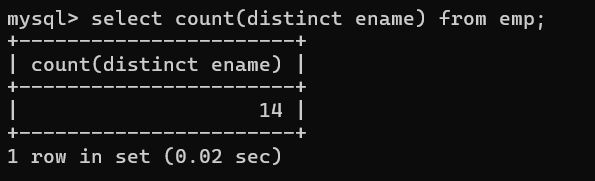 mysql> select count(distinct ename) from emp;
+-----------------------+
| count(distinct ename) |
+-----------------------+
|                    14 |
+-----------------------+
1 row in set (0.02 sec)